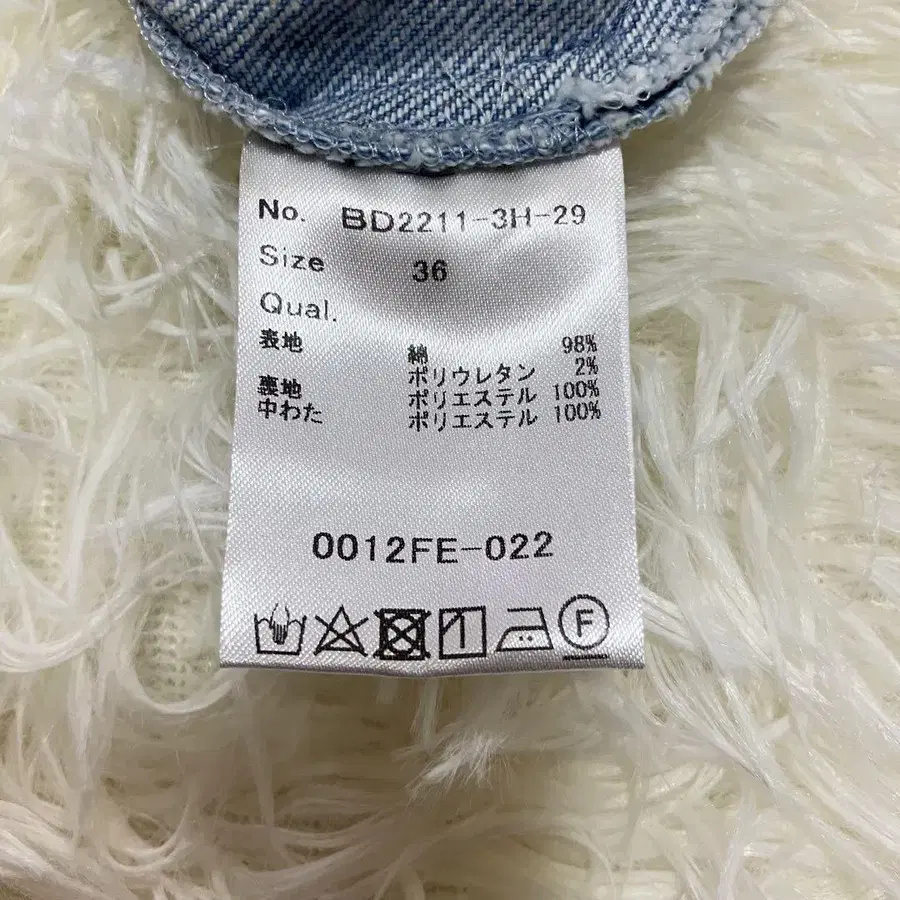 No. BD2211-3H-29
Size 36
Qual.
表地 綿 98%
ポリウレタン 2%
裏地 ポリエステル 100%
中わた ポリエステル 100%
0012FE-022
F